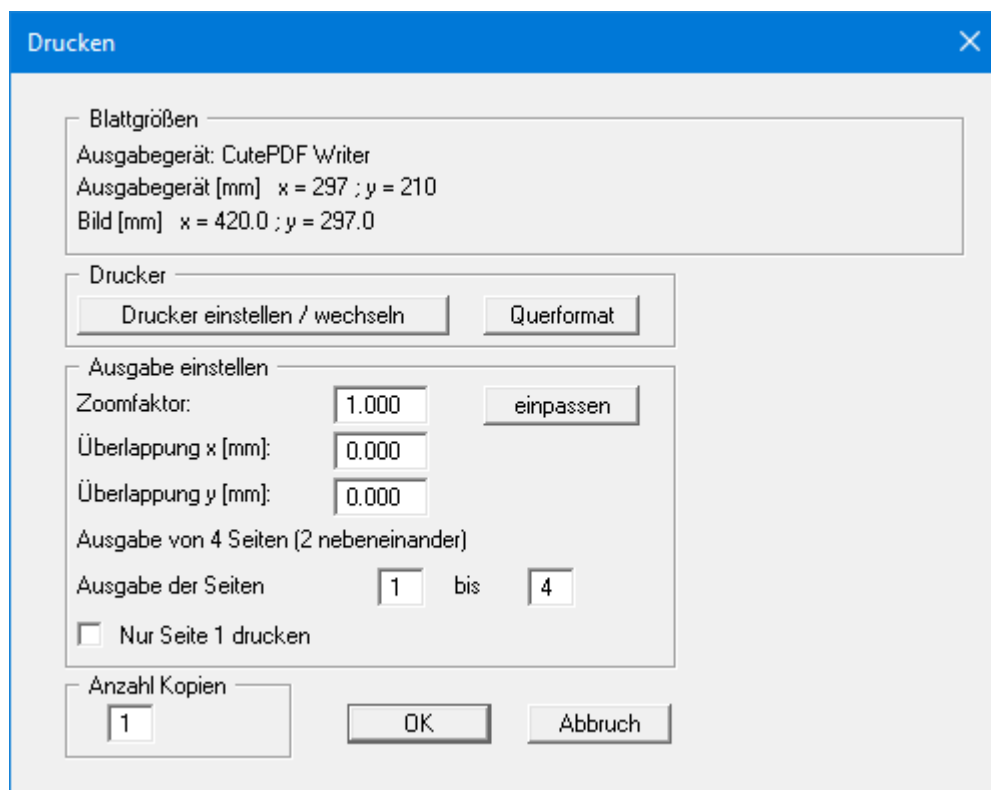 Drucken
Blattgrößen
Ausgabegerät: CutePDF Writer
Ausgabegerät [mm] x = 297 ; y = 210
Bild [mm] x = 420.0 ; y = 297.0
Drucker
Drucker einstellen / wechseln Querformat
Ausgabe einstellen
Zoomfaktor: 1.000 einpassen
Überlappung x [mm]: 0.000
Überlappung y [mm]: 0.000
Ausgabe von 4 Seiten (2 nebeneinander)
Ausgabe der Seiten 1 bis 4
Nur Seite 1 drucken
Anzahl Kopien
1 OK Abbruch